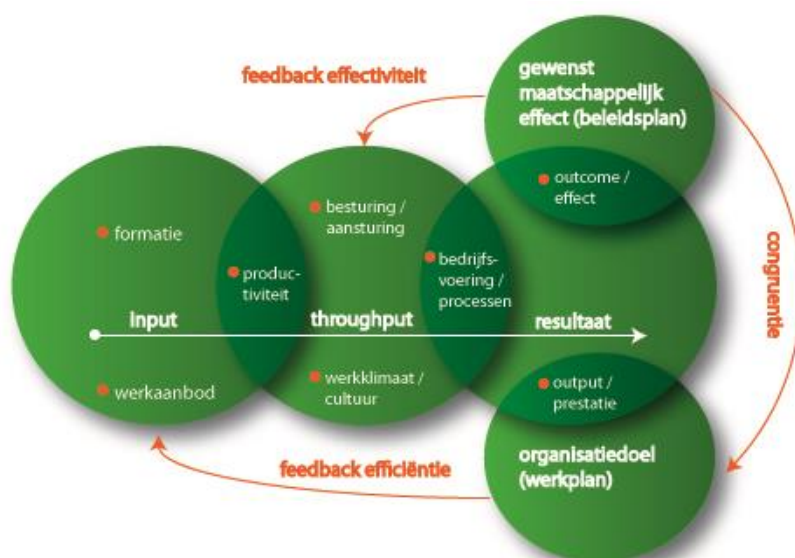 feedback effectiviteit
gewenst
maatschappelijk
effect (beleidsplan)
outcome /
effect
besturing /
aansturing
formatie
produc-
tiviteit
bedrijfs-
voering /
processen
congruentie
input
throughput
resultaat
werkaanbod
werkklimaat /
cultuur
output /
prestatie
feedback efficiëntie
organisatiedoel
(werkplan)